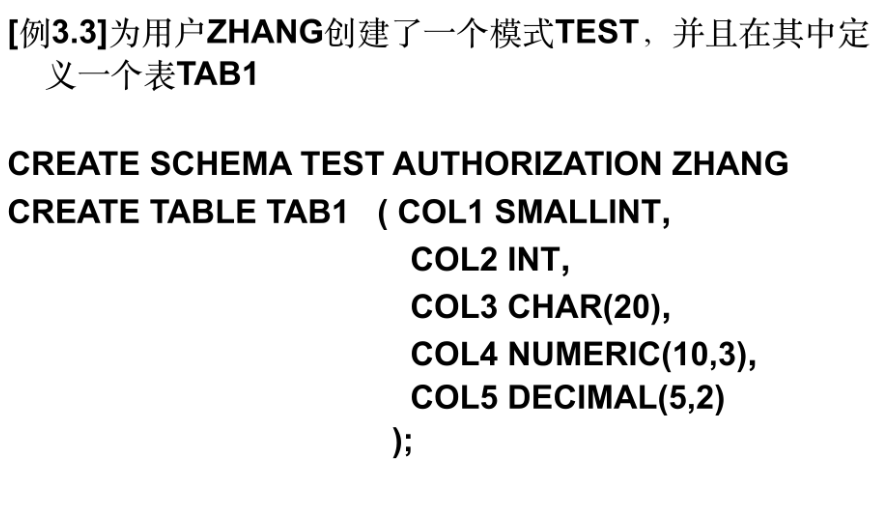 [例3.3]为用户ZHANG创建了一个模式TEST，并且在其中定
义一个表TAB1
CREATE SCHEMA TEST AUTHORIZATION ZHANG
CREATE TABLE TAB1 ( COL1 SMALLINT,
COL2 INT,
COL3 CHAR(20),
COL4 NUMERIC(10,3),
COL5 DECIMAL(5,2)
);